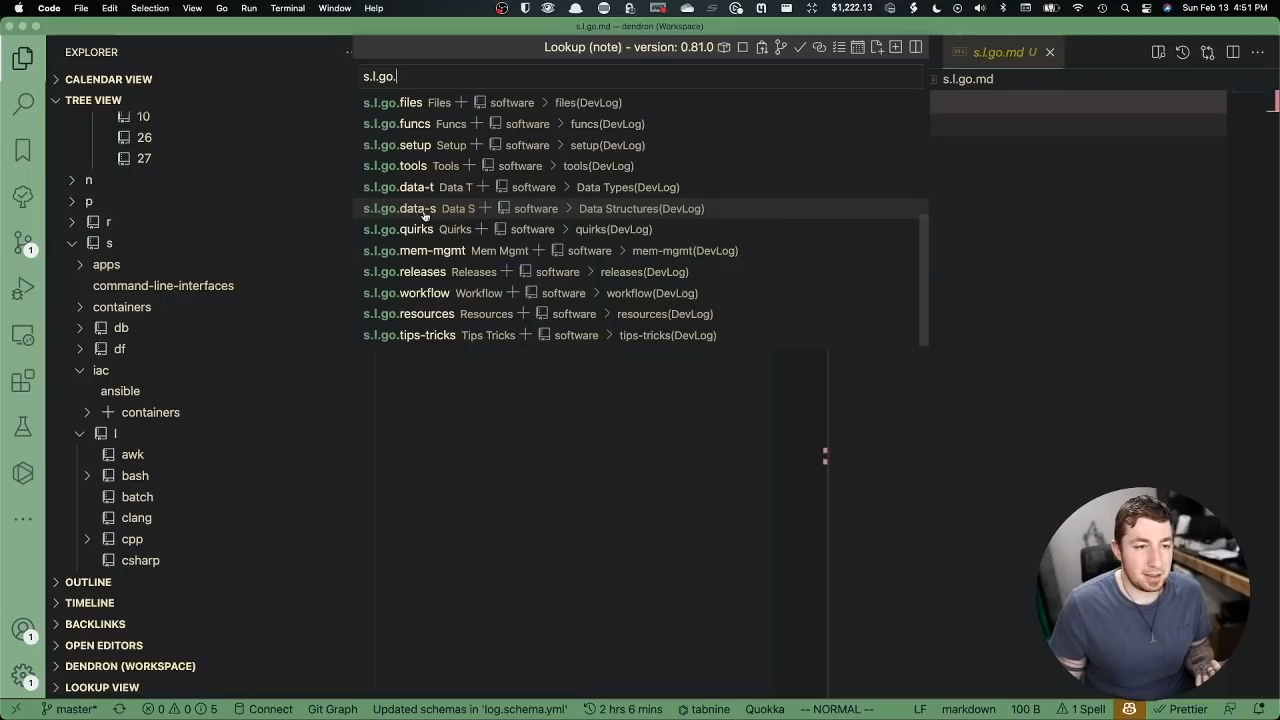 Code File Edit Selection View Go Run Terminal Window Help $1,222.13 Sun Feb 13 4:51 PM
s.l.go.md — dendron (Workspace)
EXPLORER
Lookup (note) - version: 0.81.0
s.l.go.md U
s.l.go.
s.l.go.md
CALENDAR VIEW
TREE VIEW
10
26
27
n
p
r
s
apps
command-line-interfaces
containers
db
df
iac
ansible
containers
l
awk
bash
batch
clang
cpp
csharp
OUTLINE
TIMELINE
BACKLINKS
OPEN EDITORS
DENDRON (WORKSPACE)
LOOKUP VIEW
s.l.go.files Files software files(DevLog)
s.l.go.funcs Funcs software funcs(DevLog)
s.l.go.setup Setup software setup(DevLog)
s.l.go.tools Tools software tools(DevLog)
s.l.go.data-t Data T software Data Types(DevLog)
s.l.go.data-s Data S software Data Structures(DevLog)
s.l.go.quirks Quirks software quirks(DevLog)
s.l.go.mem-mgmt Mem Mgmt software mem-mgmt(DevLog)
s.l.go.releases Releases software releases(DevLog)
s.l.go.workflow Workflow software workflow(DevLog)
s.l.go.resources Resources software resources(DevLog)
s.l.go.tips-tricks Tips Tricks software tips-tricks(DevLog)
1
1
1
master* 0 0 5 Connect Git Graph Updated schemas in 'log.schema.yml' 2 hrs 6 mins tabnine Quokka -- NORMAL -- LF markdown 100 B 1 Spell Prettier